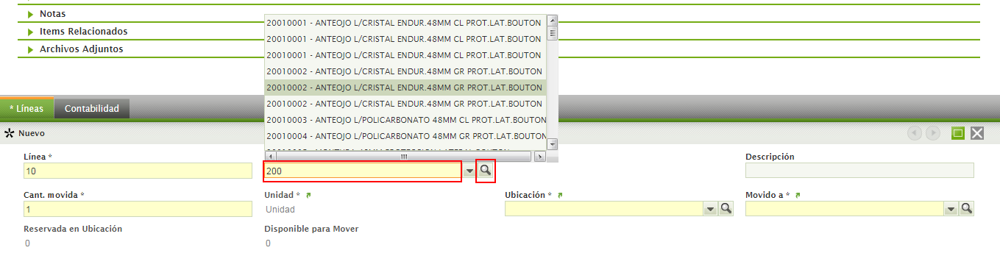 Notas
Items Relacionados
Archivos Adjuntos
20010001 - ANTEOJO L/CRISTAL ENDUR.48MM CL PROT.LAT.BOUTON
20010001 - ANTEOJO L/CRISTAL ENDUR.48MM CL PROT.LAT.BOUTON
20010001 - ANTEOJO L/CRISTAL ENDUR.48MM CL PROT.LAT.BOUTON
20010002 - ANTEOJO L/CRISTAL ENDUR.48MM GR PROT.LAT.BOUTON
20010002 - ANTEOJO L/CRISTAL ENDUR.48MM GR PROT.LAT.BOUTON
20010002 - ANTEOJO L/CRISTAL ENDUR.48MM GR PROT.LAT.BOUTON
20010003 - ANTEOJO L/POLICARBONATO 48MM CL PROT.LAT.BOUTON
20010004 - ANTEOJO L/POLICARBONATO 48MM GR PROT.LAT.BOUTON
* Líneas
Contabilidad
Nuevo
Línea *
10
200
Descripción
Cant. movida *
1
Unidad *
Unidad
Ubicación *
Movido a *
Reservada en Ubicación
0
Disponible para Mover
0